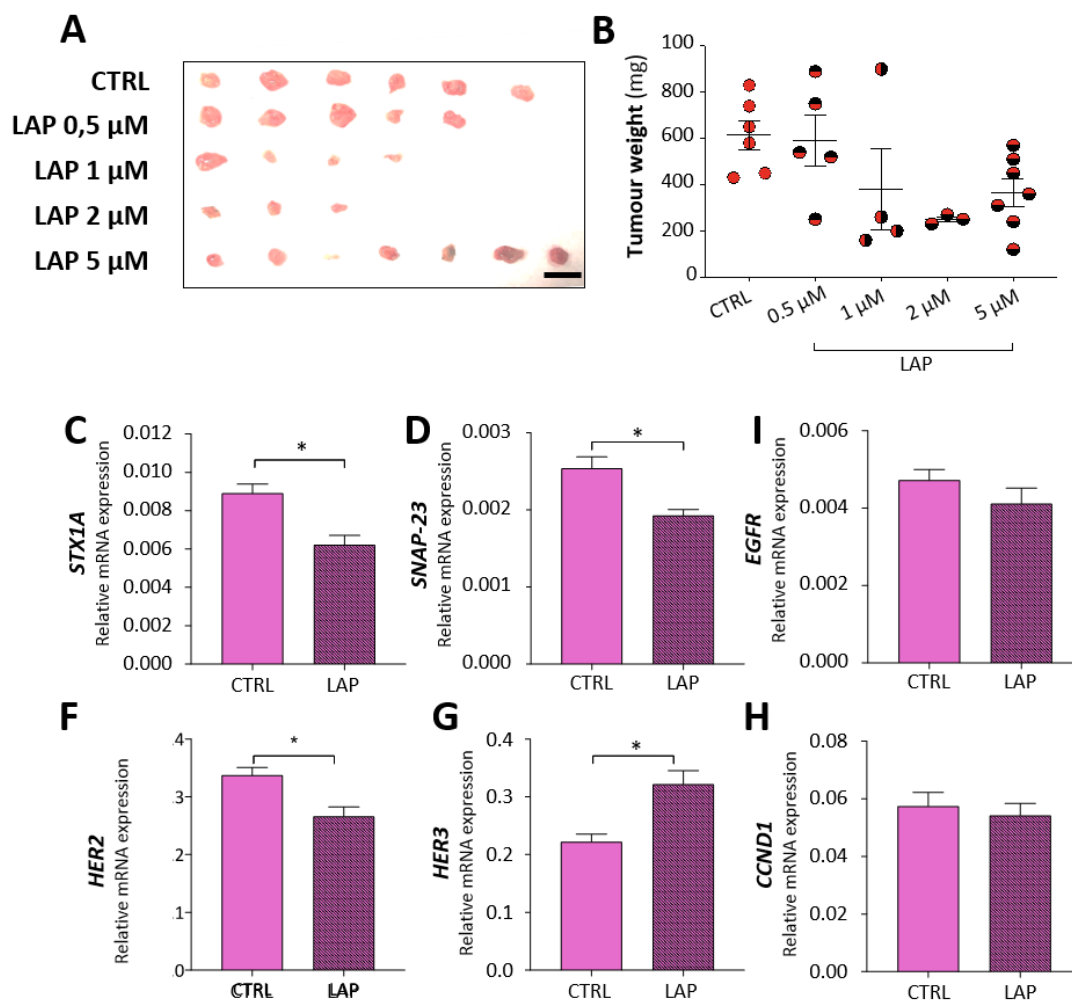 A
CTRL
LAP 0,5 µM
LAP 1 µM
LAP 2 µM
LAP 5 µM
B
Tumour weight (mg)
1000
800
600
400
200
0
CTRL
0.5 µM
1 µM
2 µM
5 µM
LAP
C
STX1A
Relative mRNA expression
0.012
0.010
0.008
0.006
0.004
0.002
0.000
*
CTRL
LAP
D
SNAP-23
Relative mRNA expression
0.003
0.002
0.001
0.000
*
CTRL
LAP
I
EGFR
Relative mRNA expression
0.006
0.004
0.002
0.000
CTRL
LAP
F
HER2
Relative mRNA expression
.4
.3
.2
.1
.0
*
CTRL
LAP
G
HER3
Relative mRNA expression
0.4
0.3
0.2
0.1
0.0
*
CTRL
LAP
H
CCND1
Relative mRNA expression
0.08
0.06
0.04
0.02
0.00
CTRL
LAP